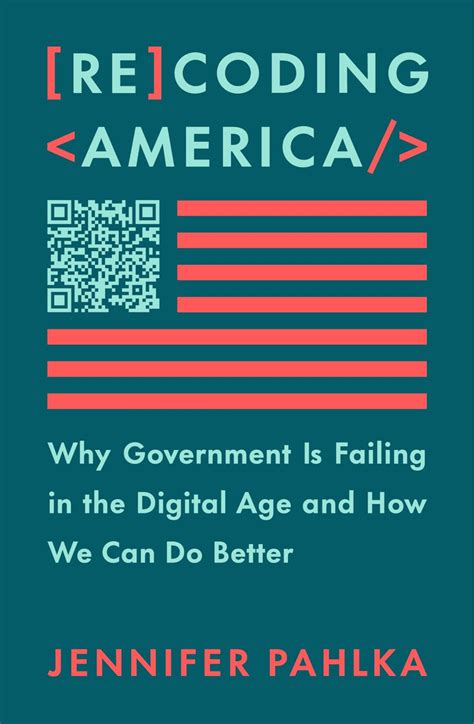 [RE]CODING
<AMERICA/>
Why Government Is Failing
in the Digital Age and How
We Can Do Better
JENNIFER PAHLKA